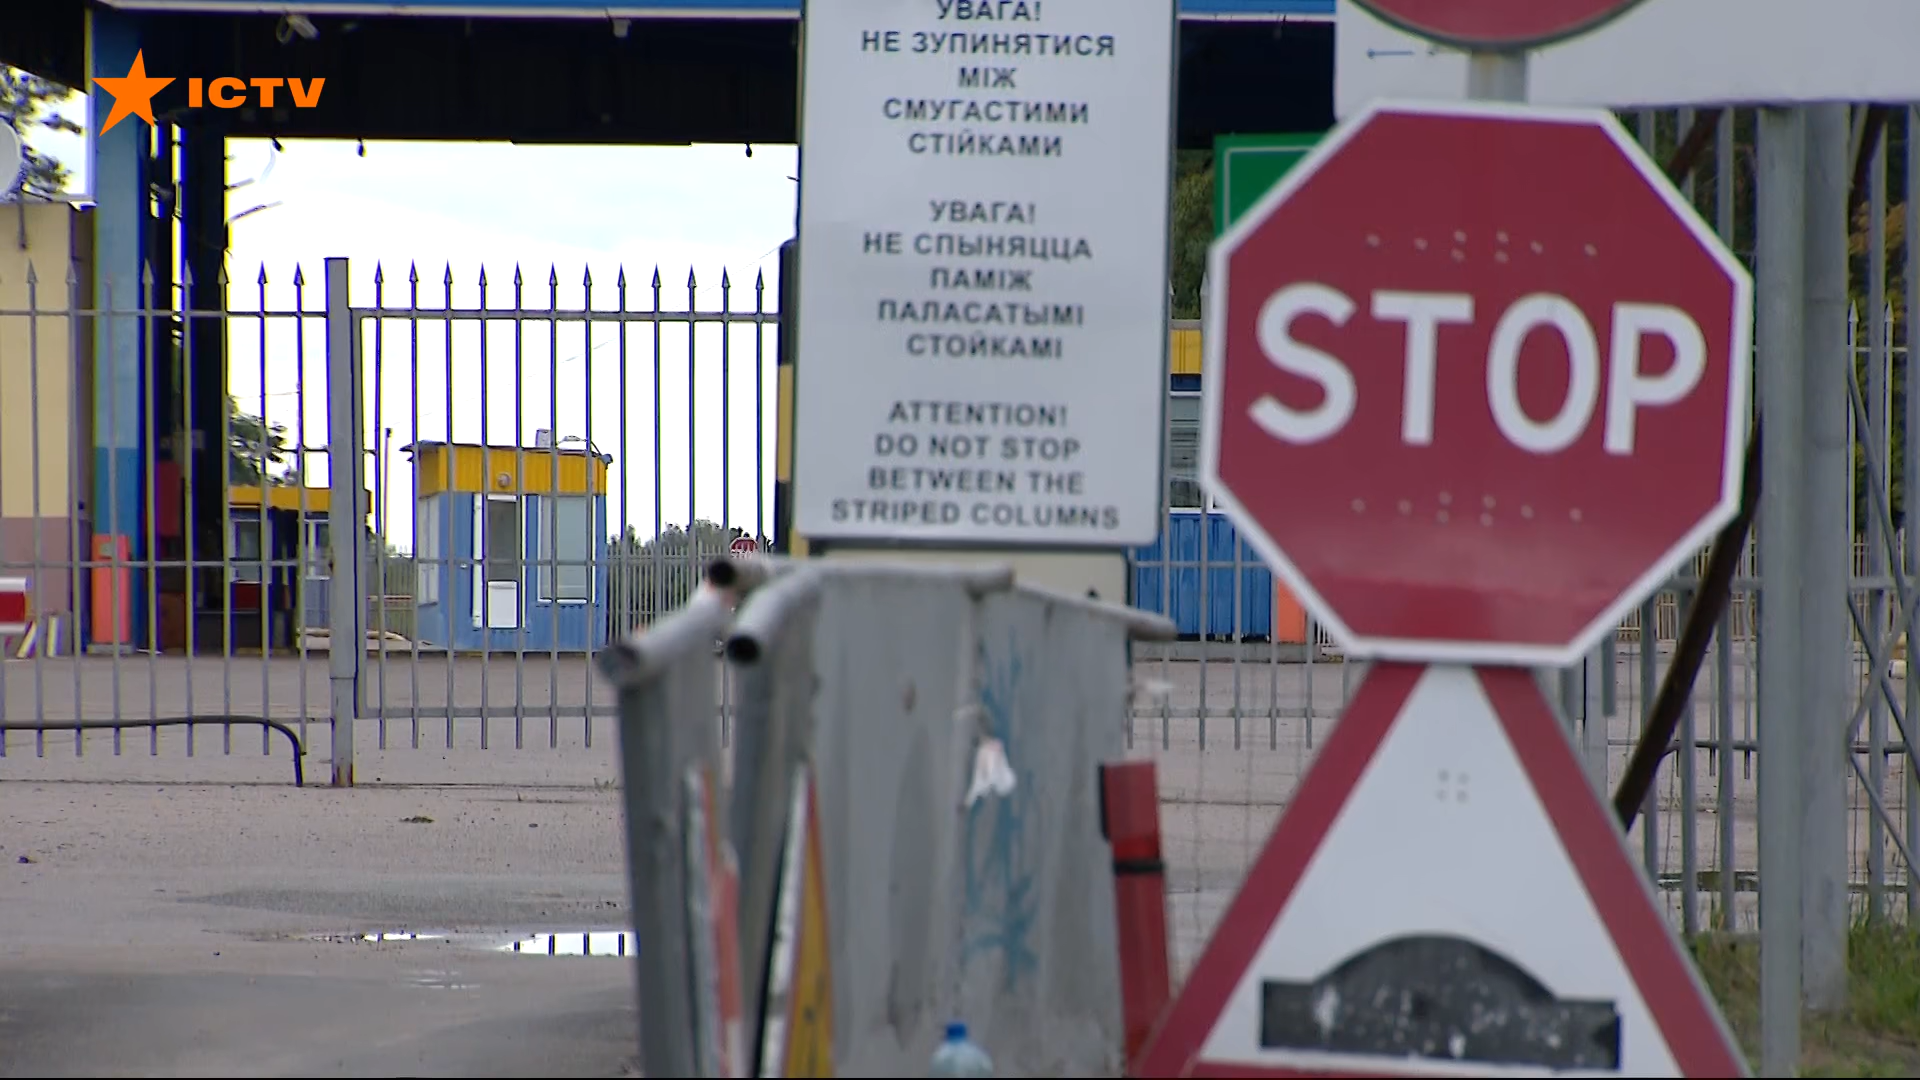 ICTV
УВАГА!
НЕ ЗУПИНЯТИСЯ
МІЖ
СМУГАСТИМИ
СТІЙКАМИ
УВАГА!
НЕ СПЫНЯЦЦА
ПАМІЖ
ПАЛАСАТЫМІ
СТОЙКАМІ
ATTENTION!
DO NOT STOP
BETWEEN THE
STRIPED COLUMNS
STOP